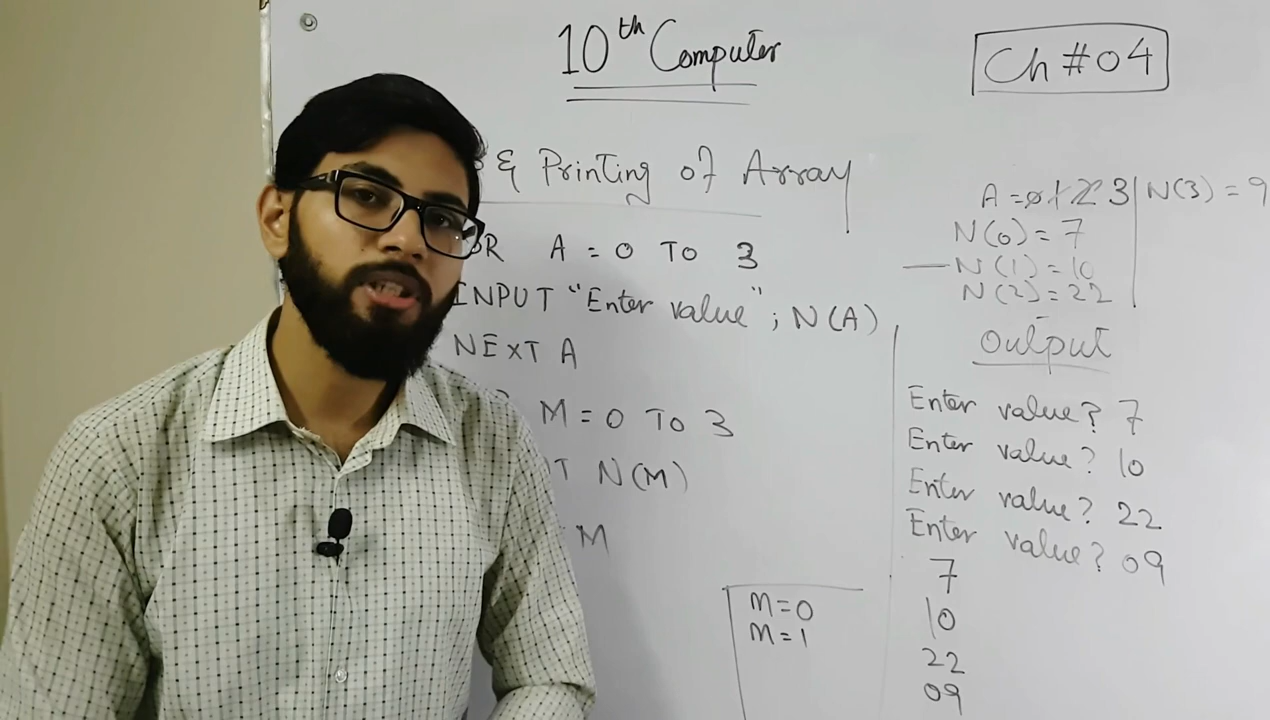 10th Computer
Ch #04
& Printing of Array
OR A = 0 TO 3
INPUT "Enter value" ; N(A)
NEXT A
M = 0 TO 3
T N(M)
M
A = 0 1 2 3
N(3) = 9
N(0) = 7
N(1) = 10
N(2) = 22
Output
Enter value? 7
Enter value? 10
Enter value? 22
Enter value? 09
7
10
22
09
M=0
M=1